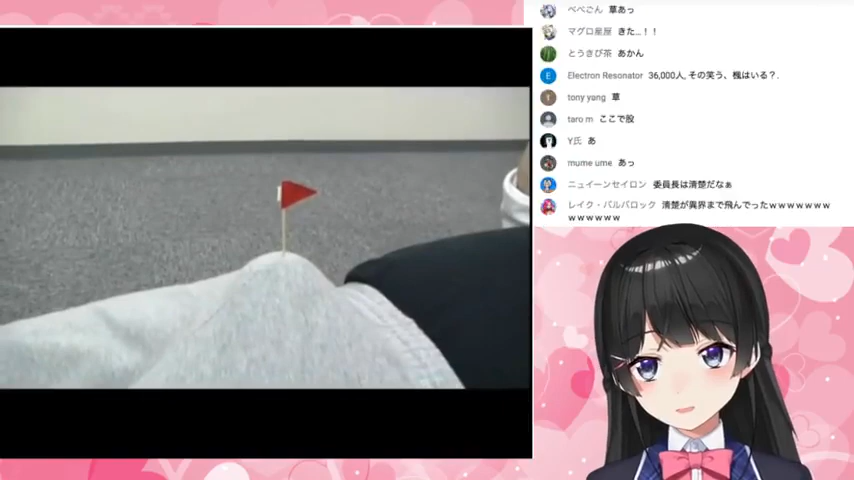 ぺぺごん 草あっ
マグロ星屋 きた…！！
とうきび茶 あかん
E
Electron Resonator 36,000人, その笑う、槻はいる？.
T
tony yang 草
taro m ここで股
Y氏 あ
mume ume. あっ
ニュイーンセイロン 委員長は清楚だなぁ
レイク・バルバロック 清楚が異界まで飛んでったｗｗｗｗｗｗｗ
ｗｗｗｗｗｗ